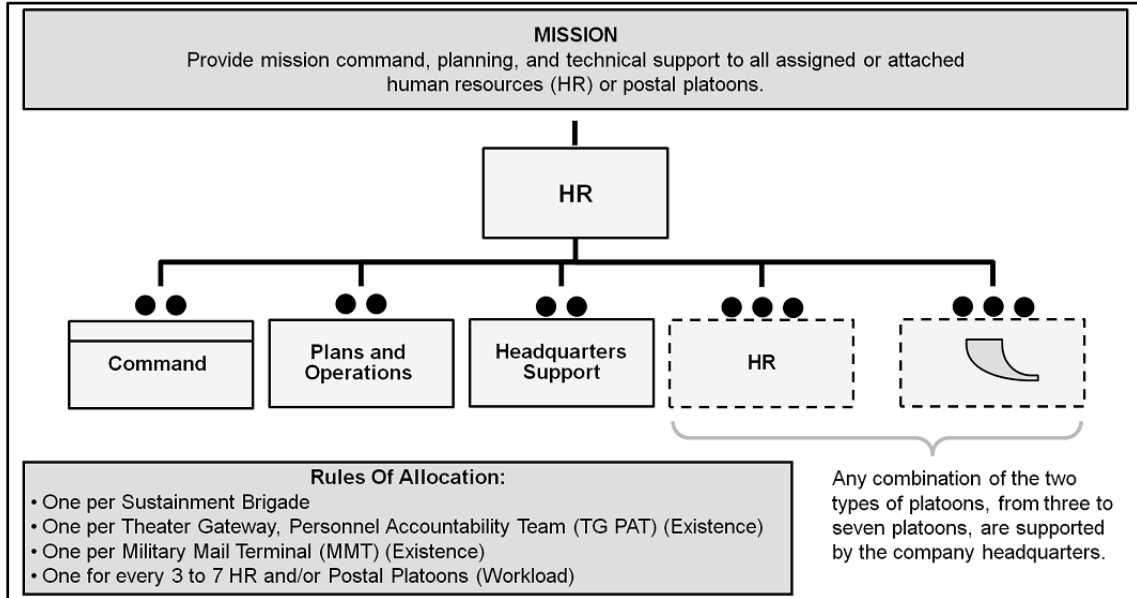 MISSION
Provide mission command, planning, and technical support to all assigned or attached
human resources (HR) or postal platoons.
HR
Command
Plans and
Operations
Headquarters
Support
HR
Rules Of Allocation:
• One per Sustainment Brigade
• One per Theater Gateway, Personnel Accountability Team (TG PAT) (Existence)
• One per Military Mail Terminal (MMT) (Existence)
• One for every 3 to 7 HR and/or Postal Platoons (Workload)
Any combination of the two
types of platoons, from three to
seven platoons, are supported
by the company headquarters.